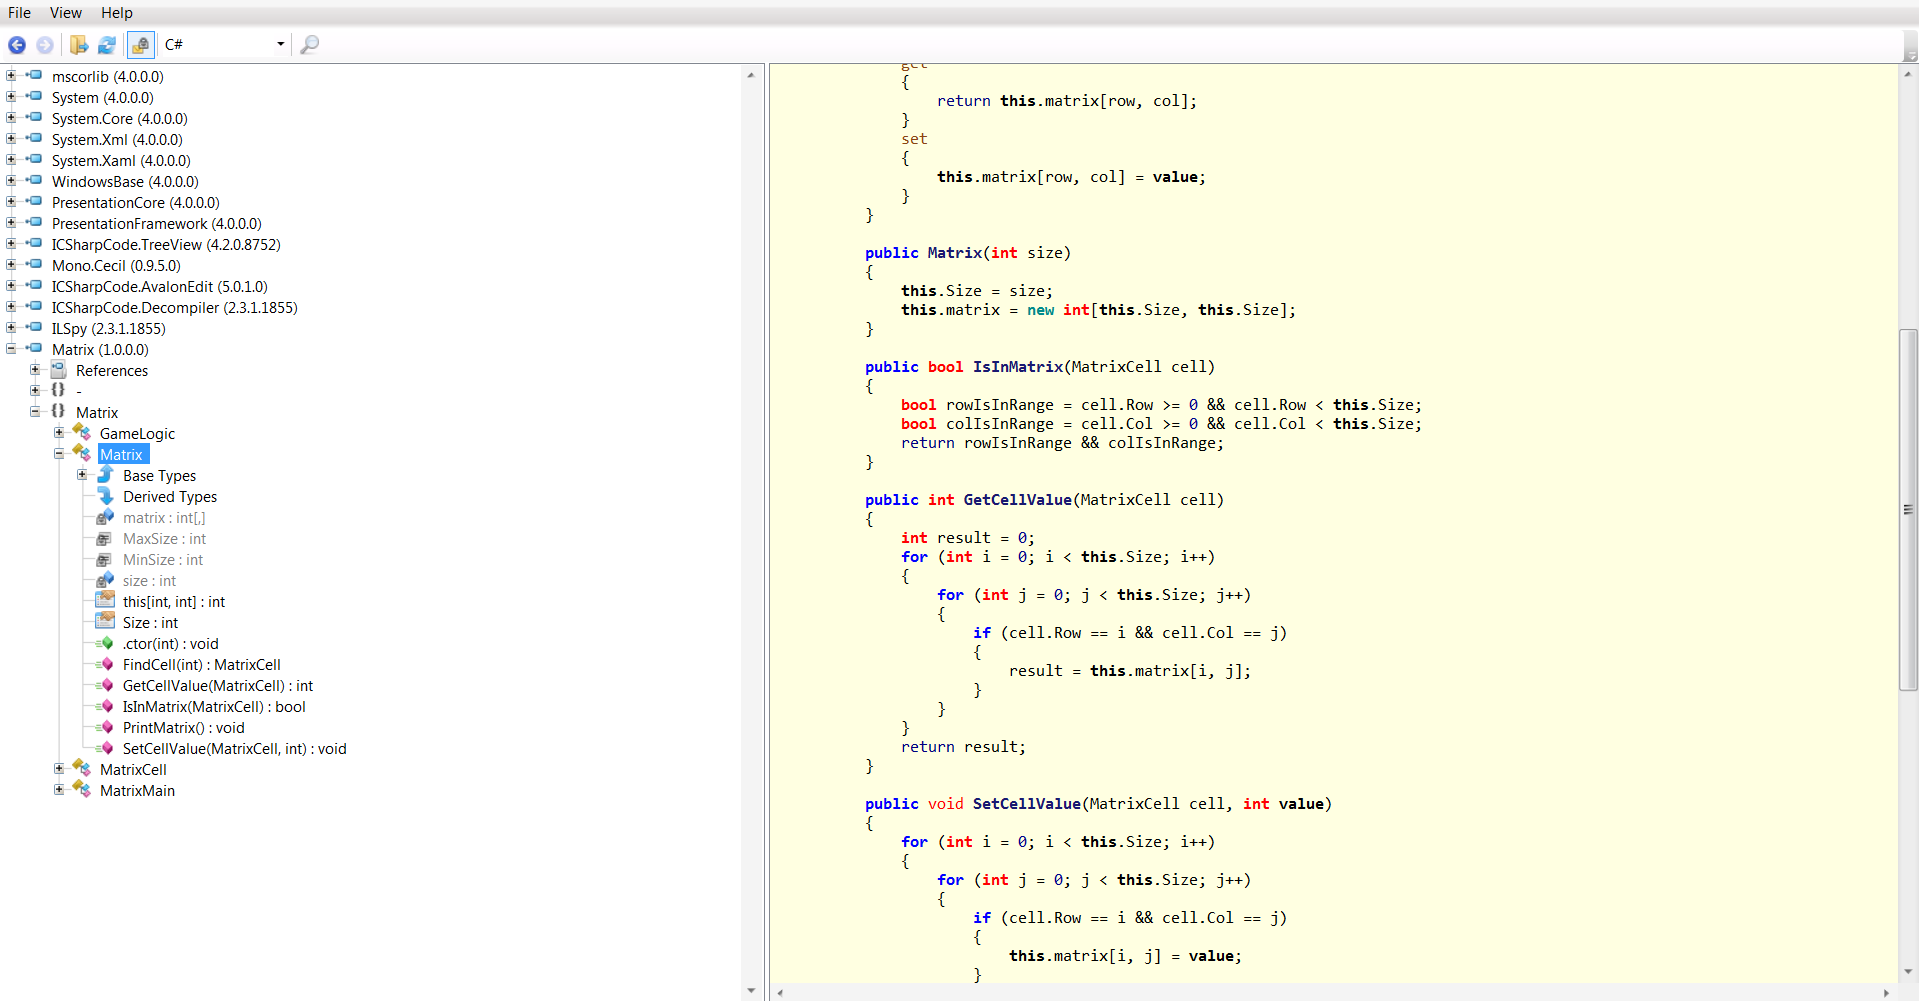 File View Help
C#
mscorlib (4.0.0.0)
System (4.0.0.0)
System.Core (4.0.0.0)
System.Xml (4.0.0.0)
System.Xaml (4.0.0.0)
WindowsBase (4.0.0.0)
PresentationCore (4.0.0.0)
PresentationFramework (4.0.0.0)
ICSharpCode.TreeView (4.2.0.8752)
Mono.Cecil (0.9.5.0)
ICSharpCode.AvalonEdit (5.0.1.0)
ICSharpCode.Decompiler (2.3.1.1855)
ILSpy (2.3.1.1855)
Matrix (1.0.0.0)
References
{} -
{} Matrix
GameLogic
Matrix
Base Types
Derived Types
matrix : int[,]
MaxSize : int
MinSize : int
size : int
this[int, int] : int
Size : int
.ctor(int) : void
FindCell(int) : MatrixCell
GetCellValue(MatrixCell) : int
IsInMatrix(MatrixCell) : bool
PrintMatrix() : void
SetCellValue(MatrixCell, int) : void
MatrixCell
MatrixMain
get
{
return this.matrix[row, col];
}
set
{
this.matrix[row, col] = value;
}
}
public Matrix(int size)
{
this.Size = size;
this.matrix = new int[this.Size, this.Size];
}
public bool IsInMatrix(MatrixCell cell)
{
bool rowIsInRange = cell.Row >= 0 && cell.Row < this.Size;
bool colIsInRange = cell.Col >= 0 && cell.Col < this.Size;
return rowIsInRange && colIsInRange;
}
public int GetCellValue(MatrixCell cell)
{
int result = 0;
for (int i = 0; i < this.Size; i++)
{
for (int j = 0; j < this.Size; j++)
{
if (cell.Row == i && cell.Col == j)
{
result = this.matrix[i, j];
}
}
}
return result;
}
public void SetCellValue(MatrixCell cell, int value)
{
for (int i = 0; i < this.Size; i++)
{
for (int j = 0; j < this.Size; j++)
{
if (cell.Row == i && cell.Col == j)
{
this.matrix[i, j] = value;
}